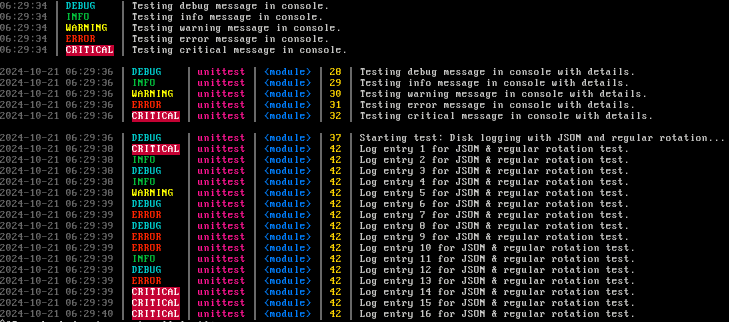 06:29:34 | DEBUG | Testing debug message in console.
06:29:34 | INFO | Testing info message in console.
06:29:34 | WARNING | Testing warning message in console.
06:29:34 | ERROR | Testing error message in console.
06:29:34 | CRITICAL | Testing critical message in console.
2024-10-21 06:29:36 | DEBUG | unittest | <module> | 28 | Testing debug message in console with details.
2024-10-21 06:29:36 | INFO | unittest | <module> | 29 | Testing info message in console with details.
2024-10-21 06:29:36 | WARNING | unittest | <module> | 30 | Testing warning message in console with details.
2024-10-21 06:29:36 | ERROR | unittest | <module> | 31 | Testing error message in console with details.
2024-10-21 06:29:36 | CRITICAL | unittest | <module> | 32 | Testing critical message in console with details.
2024-10-21 06:29:36 | DEBUG | unittest | <module> | 37 | Starting test: Disk logging with JSON and regular rotation...
2024-10-21 06:29:38 | CRITICAL | unittest | <module> | 42 | Log entry 1 for JSON & regular rotation test.
2024-10-21 06:29:38 | INFO | unittest | <module> | 42 | Log entry 2 for JSON & regular rotation test.
2024-10-21 06:29:38 | DEBUG | unittest | <module> | 42 | Log entry 3 for JSON & regular rotation test.
2024-10-21 06:29:38 | INFO | unittest | <module> | 42 | Log entry 4 for JSON & regular rotation test.
2024-10-21 06:29:38 | WARNING | unittest | <module> | 42 | Log entry 5 for JSON & regular rotation test.
2024-10-21 06:29:39 | DEBUG | unittest | <module> | 42 | Log entry 6 for JSON & regular rotation test.
2024-10-21 06:29:39 | ERROR | unittest | <module> | 42 | Log entry 7 for JSON & regular rotation test.
2024-10-21 06:29:39 | DEBUG | unittest | <module> | 42 | Log entry 8 for JSON & regular rotation test.
2024-10-21 06:29:39 | ERROR | unittest | <module> | 42 | Log entry 9 for JSON & regular rotation test.
2024-10-21 06:29:39 | ERROR | unittest | <module> | 42 | Log entry 10 for JSON & regular rotation test.
2024-10-21 06:29:39 | INFO | unittest | <module> | 42 | Log entry 11 for JSON & regular rotation test.
2024-10-21 06:29:39 | DEBUG | unittest | <module> | 42 | Log entry 12 for JSON & regular rotation test.
2024-10-21 06:29:39 | ERROR | unittest | <module> | 42 | Log entry 13 for JSON & regular rotation test.
2024-10-21 06:29:39 | CRITICAL | unittest | <module> | 42 | Log entry 14 for JSON & regular rotation test.
2024-10-21 06:29:39 | CRITICAL | unittest | <module> | 42 | Log entry 15 for JSON & regular rotation test.
2024-10-21 06:29:40 | CRITICAL | unittest | <module> | 42 | Log entry 16 for JSON & regular rotation test.